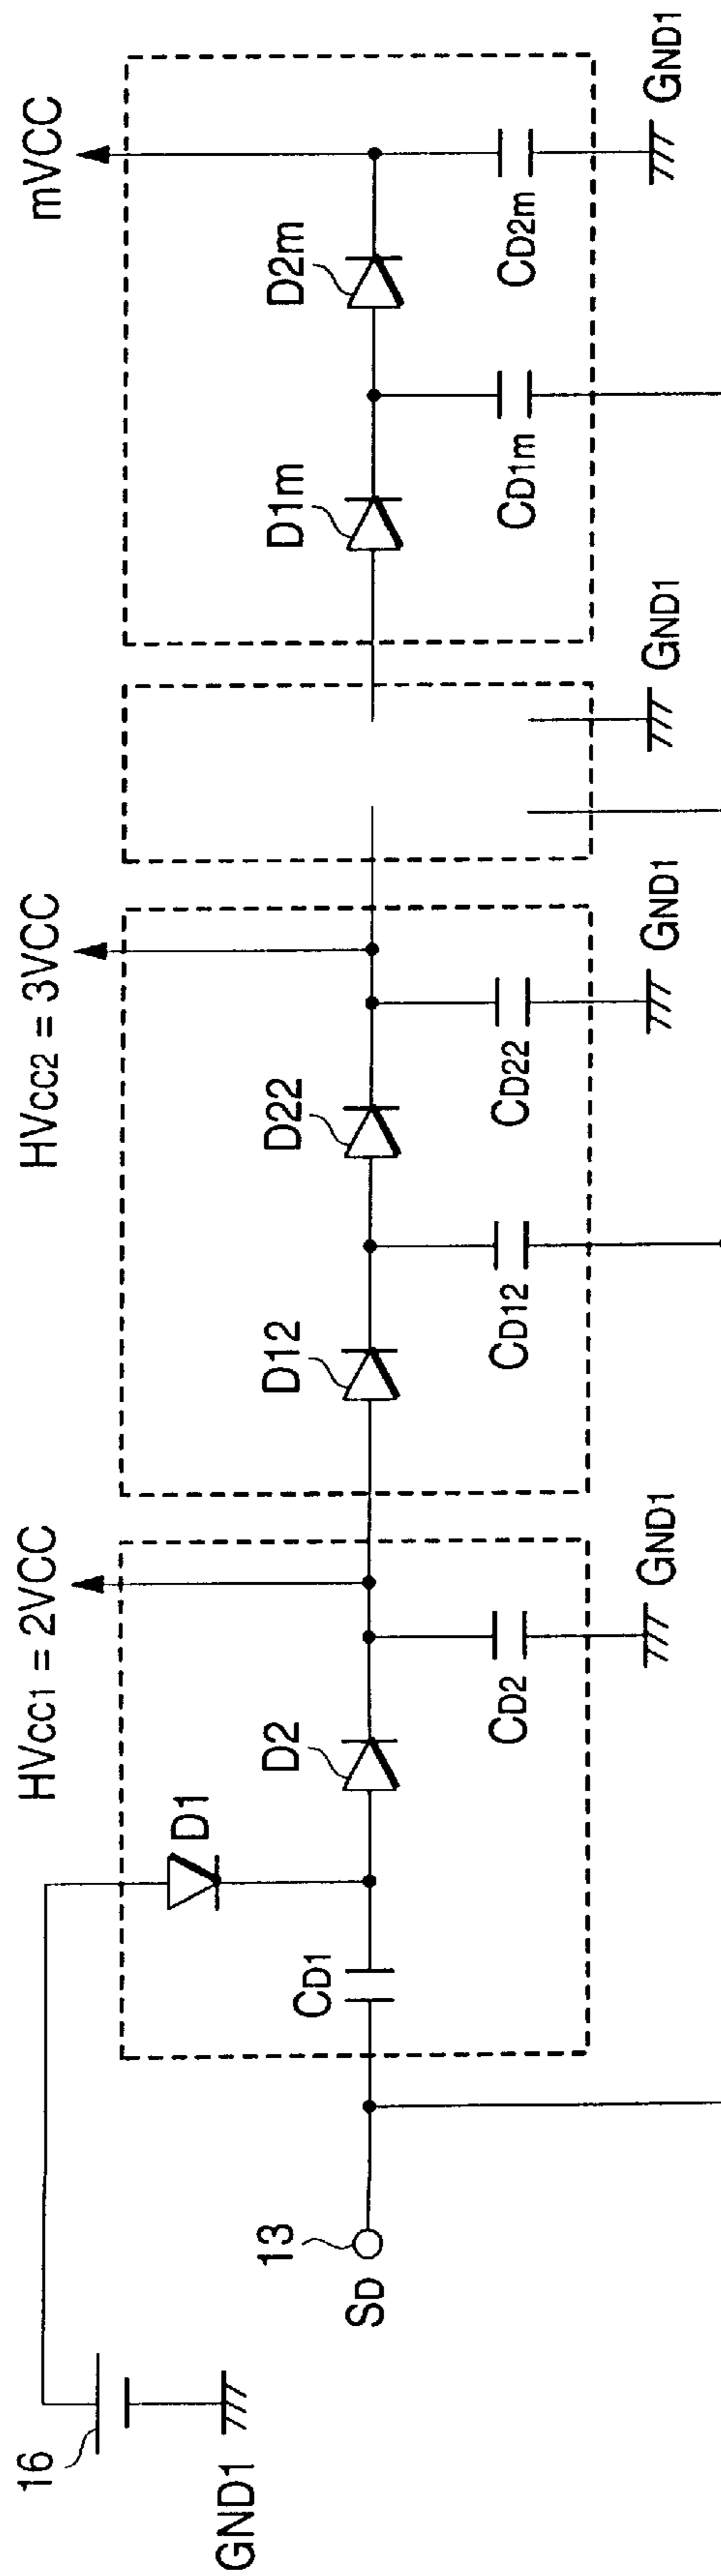 HVCC1 = 2VCC
HVCC2 = 3VCC
mVCC
16
GND1
D1
CD1
D2
CD2
GND1
D12
D22
CD12
CD22
GND1
GND1
D1m
D2m
CD1m
CD2m
GND1
13
SD